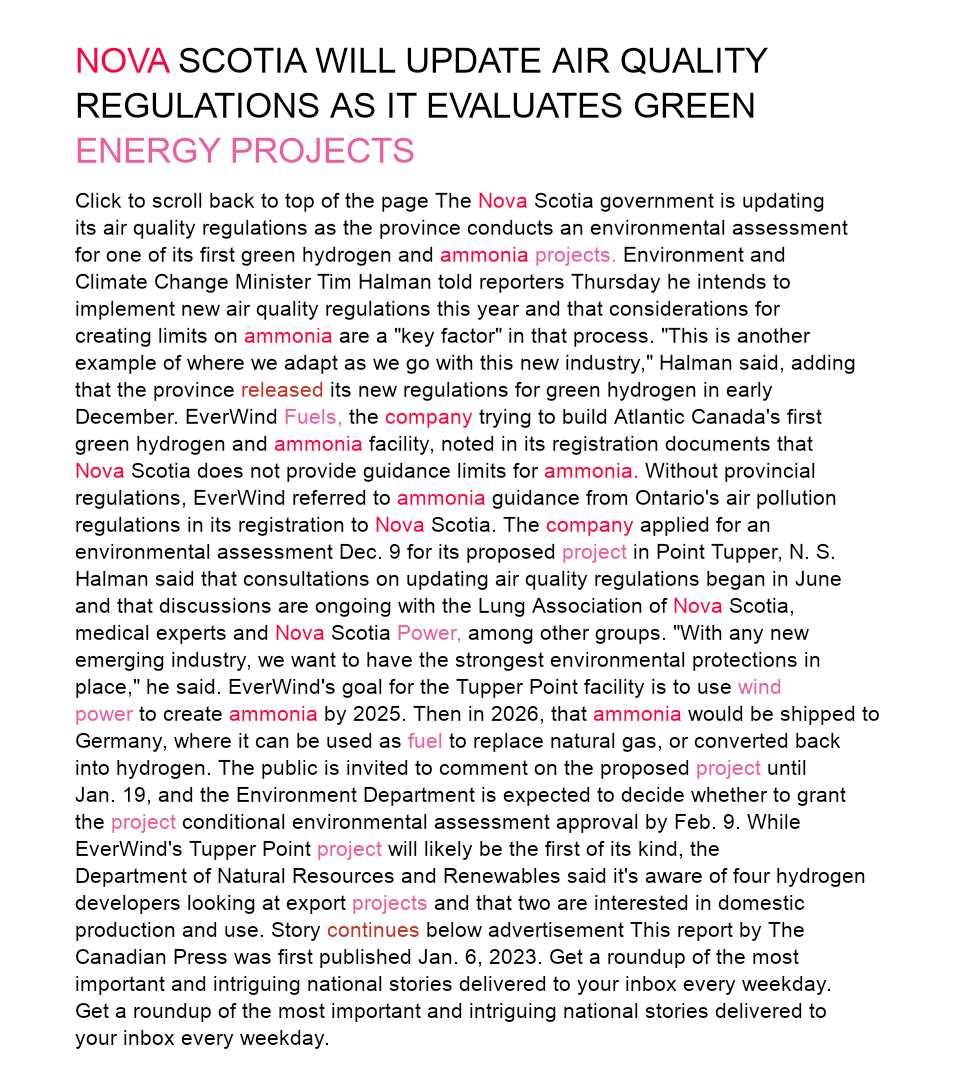 NOVA SCOTIA WILL UPDATE AIR QUALITY
REGULATIONS AS IT EVALUATES GREEN
ENERGY PROJECTS
Click to scroll back to top of the page The Nova Scotia government is updating
its air quality regulations as the province conducts an environmental assessment
for one of its first green hydrogen and ammonia projects. Environment and
Climate Change Minister Tim Halman told reporters Thursday he intends to
implement new air quality regulations this year and that considerations for
creating limits on ammonia are a "key factor" in that process. "This is another
example of where we adapt as we go with this new industry," Halman said, adding
that the province released its new regulations for green hydrogen in early
December. EverWind Fuels, the company trying to build Atlantic Canada's first
green hydrogen and ammonia facility, noted in its registration documents that
Nova Scotia does not provide guidance limits for ammonia. Without provincial
regulations, EverWind referred to ammonia guidance from Ontario's air pollution
regulations in its registration to Nova Scotia. The company applied for an
environmental assessment Dec. 9 for its proposed project in Point Tupper, N. S.
Halman said that consultations on updating air quality regulations began in June
and that discussions are ongoing with the Lung Association of Nova Scotia,
medical experts and Nova Scotia Power, among other groups. "With any new
emerging industry, we want to have the strongest environmental protections in
place," he said. EverWind's goal for the Tupper Point facility is to use wind
power to create ammonia by 2025. Then in 2026, that ammonia would be shipped to
Germany, where it can be used as fuel to replace natural gas, or converted back
into hydrogen. The public is invited to comment on the proposed project until
Jan. 19, and the Environment Department is expected to decide whether to grant
the project conditional environmental assessment approval by Feb. 9. While
EverWind's Tupper Point project will likely be the first of its kind, the
Department of Natural Resources and Renewables said it's aware of four hydrogen
developers looking at export projects and that two are interested in domestic
production and use. Story continues below advertisement This report by The
Canadian Press was first published Jan. 6, 2023. Get a roundup of the most
important and intriguing national stories delivered to your inbox every weekday.
Get a roundup of the most important and intriguing national stories delivered to
your inbox every weekday.